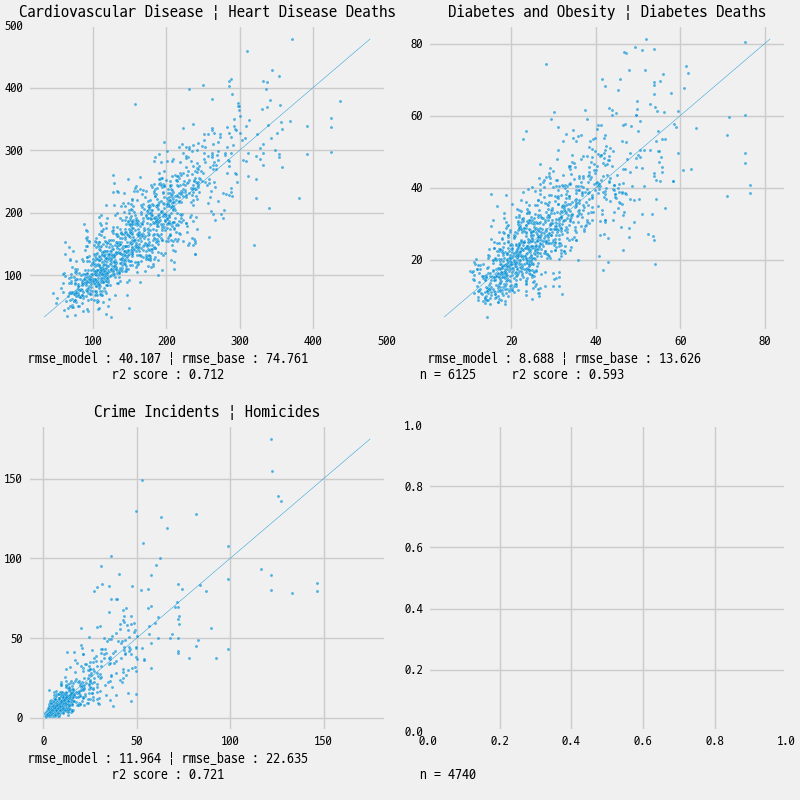 Cardiovascular Disease ¦ Heart Disease Deaths
500
400
300
200
100
100 200 300 400 500
rmse_model : 40.107 ¦ rmse_base : 74.761
r2 score : 0.712
Diabetes and Obesity ¦ Diabetes Deaths
80
60
40
20
20 40 60 80
rmse_model : 8.688 ¦ rmse_base : 13.626
n = 6125 r2 score : 0.593
Crime Incidents ¦ Homicides
150
100
50
0
0 50 100 150
rmse_model : 11.964 ¦ rmse_base : 22.635
r2 score : 0.721
1.0
0.8
0.6
0.4
0.2
0.0
0.0 0.2 0.4 0.6 0.8 1.0
n = 4740